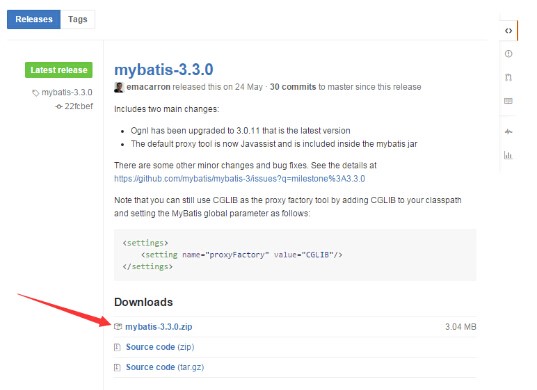 Releases Tags
Latest release
mybatis-3.3.0
22fcbef
mybatis-3.3.0
emacarron released this on 24 May · 30 commits to master since this release
Includes two main changes:
• Ognl has been upgraded to 3.0.11 that is the latest version
• The default proxy tool is now Javassist and is included inside the mybatis jar
There are some other minor changes and bug fixes. See the details at
https://github.com/mybatis/mybatis-3/issues?q=milestone%3A3.3.0
Note that you can still use CGLIB as the proxy factory tool by adding CGLIB to your classpath
and setting the MyBatis global parameter as follows:
<settings>
<setting name="proxyFactory" value="CGLIB"/>
</settings>
Downloads
mybatis-3.3.0.zip 3.04 MB
Source code (zip)
Source code (tar.gz)